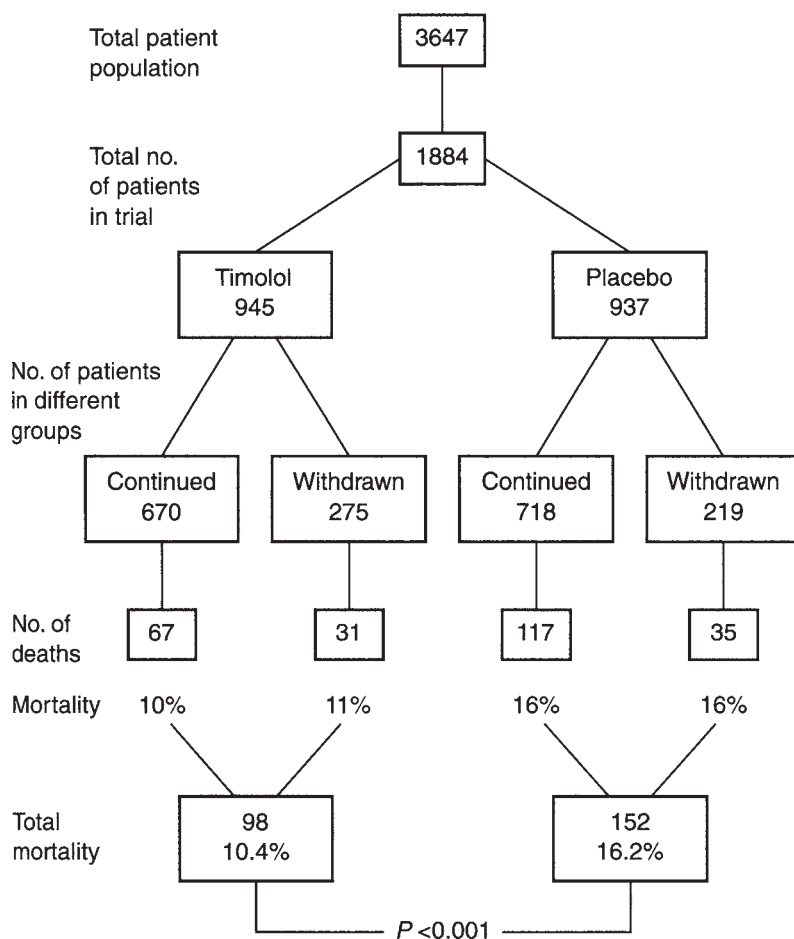 Total patient
population
3647
Total no.
of patients
in trial
1884
Timolol
945
Placebo
937
No. of patients
in different
groups
Continued
670
Withdrawn
275
Continued
718
Withdrawn
219
No. of
deaths
67
31
117
35
Mortality
10%
11%
16%
16%
Total
mortality
98
10.4%
152
16.2%
P <0.001